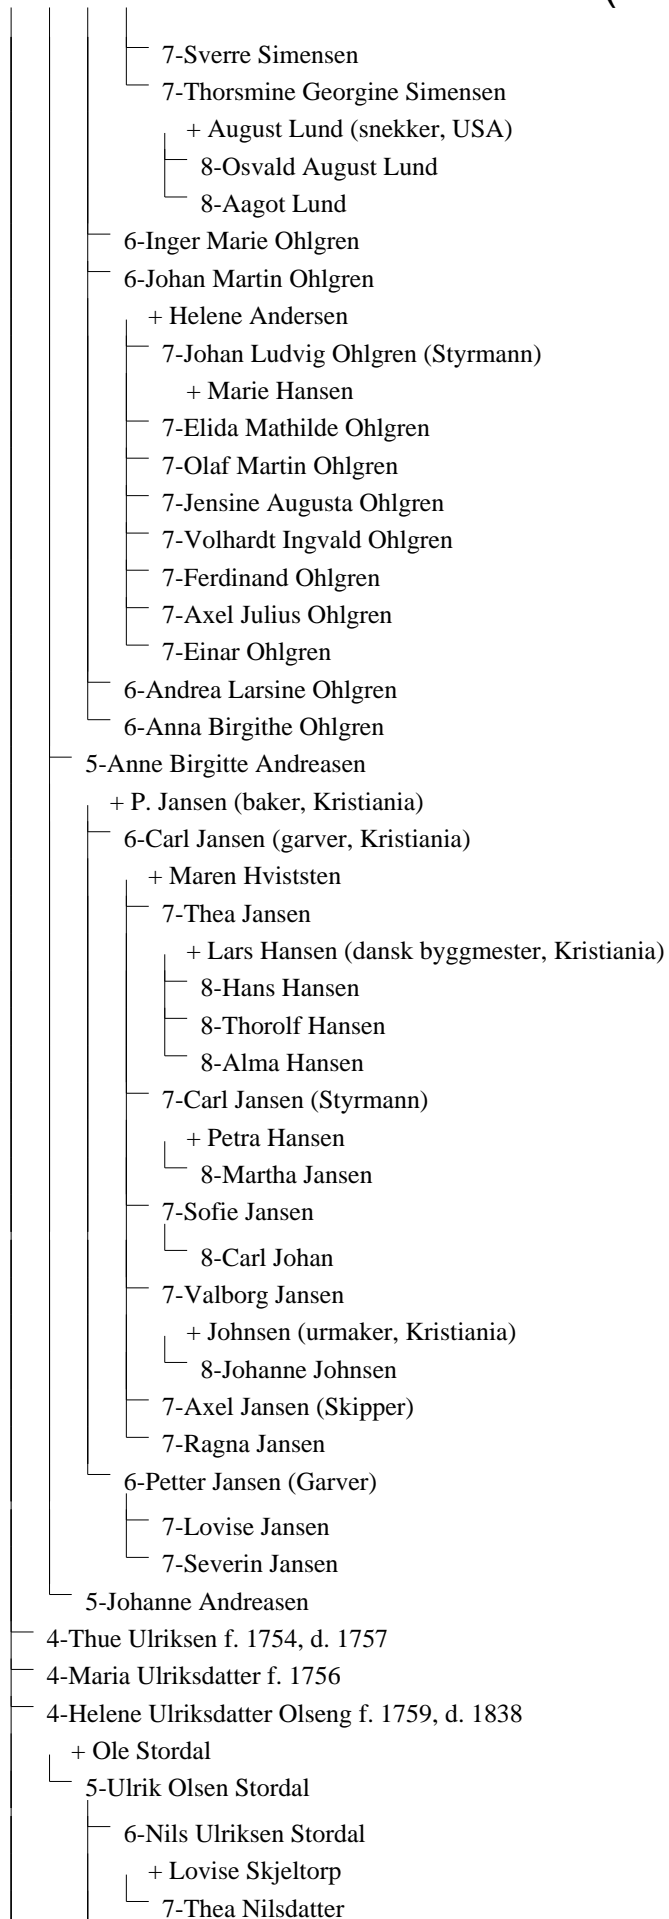 7-Sverre Simensen
7-Thorsmine Georgine Simensen
+ August Lund (snekker, USA)
8-Osvald August Lund
8-Aagot Lund
6-Inger Marie Ohlgren
6-Johan Martin Ohlgren
+ Helene Andersen
7-Johan Ludvig Ohlgren (Styrmann)
+ Marie Hansen
7-Elida Mathilde Ohlgren
7-Olaf Martin Ohlgren
7-Jensine Augusta Ohlgren
7-Volhardt Ingvald Ohlgren
7-Ferdinand Ohlgren
7-Axel Julius Ohlgren
7-Einar Ohlgren
6-Andrea Larsine Ohlgren
6-Anna Birgithe Ohlgren
5-Anne Birgitte Andreasen
+ P. Jansen (baker, Kristiania)
6-Carl Jansen (garver, Kristiania)
+ Maren Hviststen
7-Thea Jansen
+ Lars Hansen (dansk byggmester, Kristiania)
8-Hans Hansen
8-Thorolf Hansen
8-Alma Hansen
7-Carl Jansen (Styrmann)
+ Petra Hansen
8-Martha Jansen
7-Sofie Jansen
8-Carl Johan
7-Valborg Jansen
+ Johnsen (urmaker, Kristiania)
8-Johanne Johnsen
7-Axel Jansen (Skipper)
7-Ragna Jansen
6-Petter Jansen (Garver)
7-Lovise Jansen
7-Severin Jansen
5-Johanne Andreasen
4-Thue Ulriksen f. 1754, d. 1757
4-Maria Ulriksdatter f. 1756
4-Helene Ulriksdatter Olseng f. 1759, d. 1838
+ Ole Stordal
5-Ulrik Olsen Stordal
6-Nils Ulriksen Stordal
+ Lovise Skjeltorp
7-Thea Nilsdatter